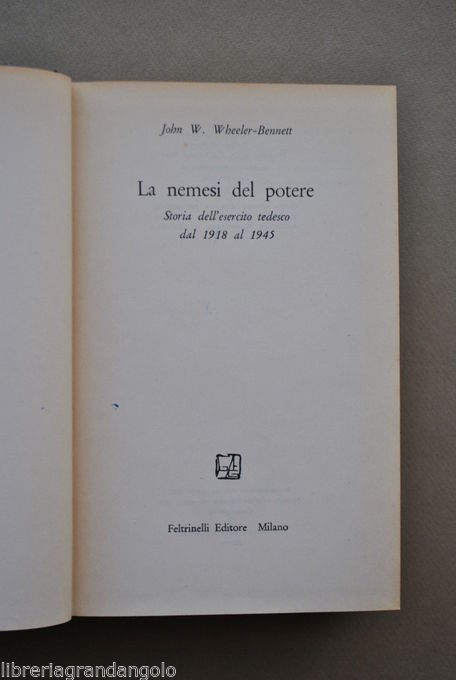 John W. Wheeler-Bennett
La nemesi del potere
Storia dell'esercito tedesco
dal 1918 al 1945
Feltrinelli Editore Milano
libreriagrandangolo